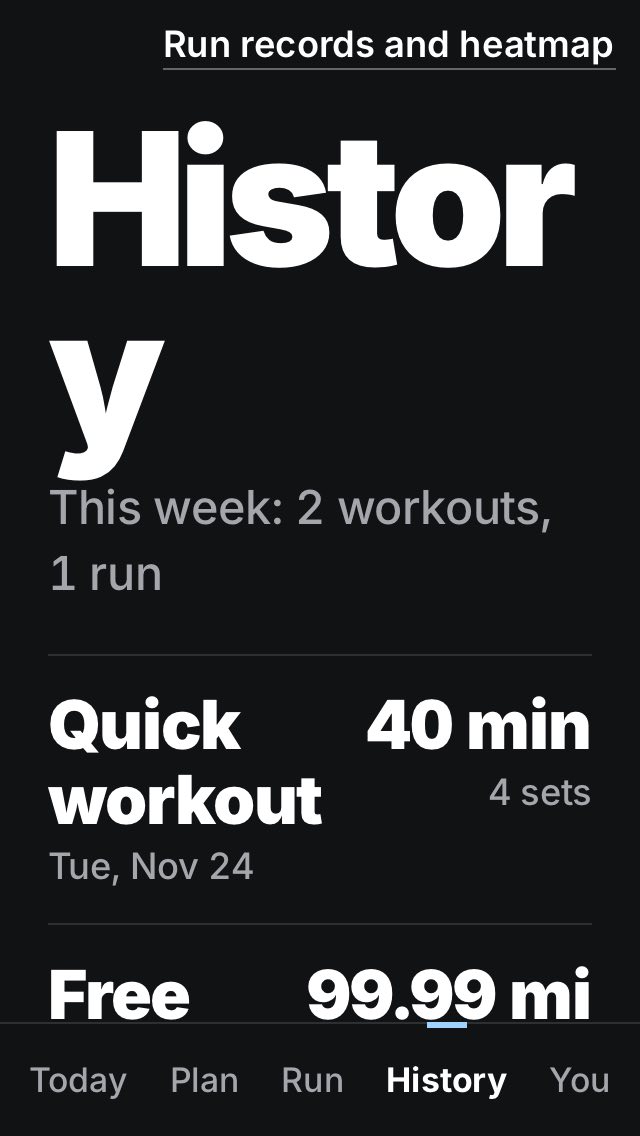 Run records and heatmap
Histor
y
This week: 2 workouts,
1 run
Quick 40 min
workout 4 sets
Tue, Nov 24
Free 99.99 mi
Today Plan Run History You